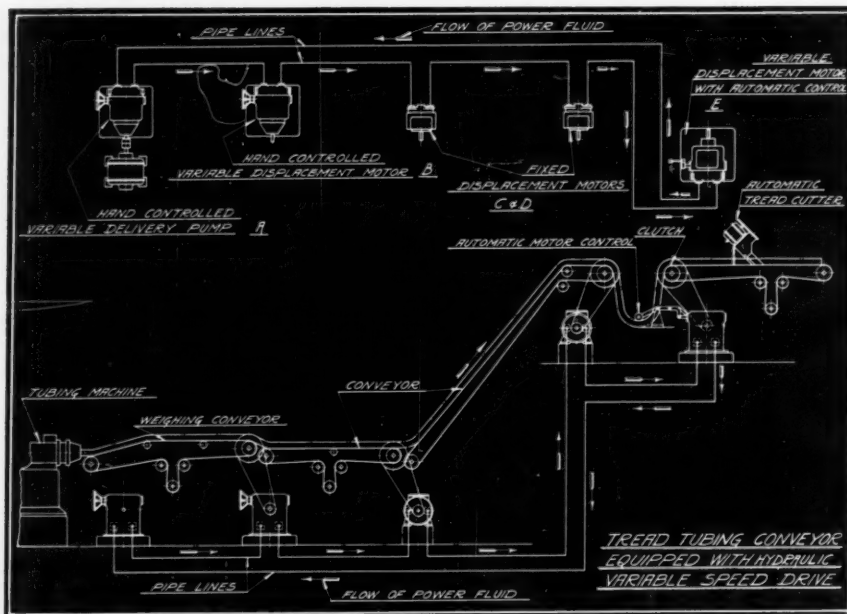 PIPE LINES
FLOW OF POWER FLUID
VARIABLE
DISPLACEMENT MOTOR
WITH AUTOMATIC CONTROL
E
HAND CONTROLLED
VARIABLE DISPLACEMENT MOTOR B
FIXED
DISPLACEMENT MOTORS
C & D
HAND CONTROLLED
VARIABLE DELIVERY PUMP A
AUTOMATIC
TREAD CUTTER
CLUTCH
AUTOMATIC MOTOR CONTROL
TUBING MACHINE
WEIGHING CONVEYOR
CONVEYOR
TREAD TUBING CONVEYOR
EQUIPPED WITH HYDRAULIC
VARIABLE SPEED DRIVE
PIPE LINES
FLOW OF POWER FLUID